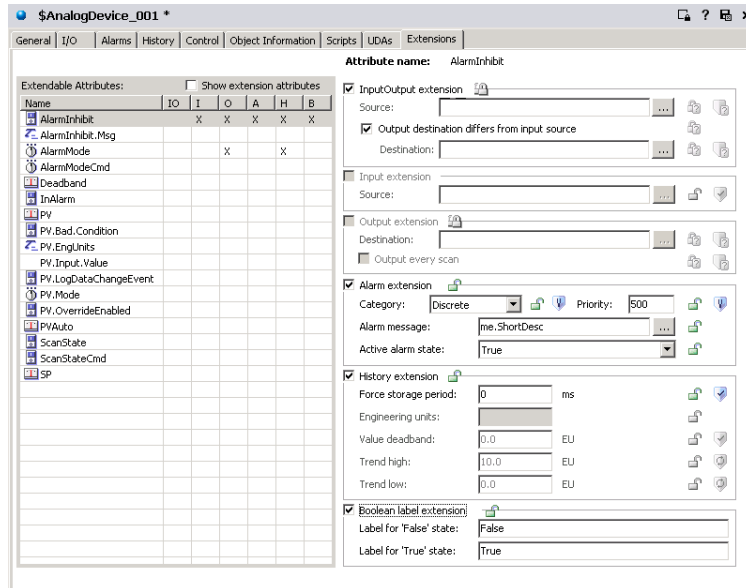 $AnalogDevice_001 *
General I/O Alarms History Control Object Information Scripts UDAs Extensions
Attribute name: AlarmInhibit
Extendable Attributes: Show extension attributes
Name IO I O A H B
AlarmInhibit X X X X X
AlarmInhibit.Msg
AlarmMode X X
AlarmModeCmd
Deadband
InAlarm
PV
PV.Bad.Condition
PV.EngUnits
PV.Input.Value
PV.LogDataChangeEvent
PV.Mode
PV.OverrideEnabled
PVAuto
ScanState
ScanStateCmd
SP
InputOutput extension
Source: ...
Output destination differs from input source
Destination: ...
Input extension
Source: ...
Output extension
Destination: ...
Output every scan
Alarm extension
Category: Discrete Priority: 500
Alarm message: me.ShortDesc ...
Active alarm state: True
History extension
Force storage period: 0 ms
Engineering units:
Value deadband: 0.0 EU
Trend high: 10.0 EU
Trend low: 0.0 EU
Boolean label extension
Label for 'False' state: False
Label for 'True' state: True